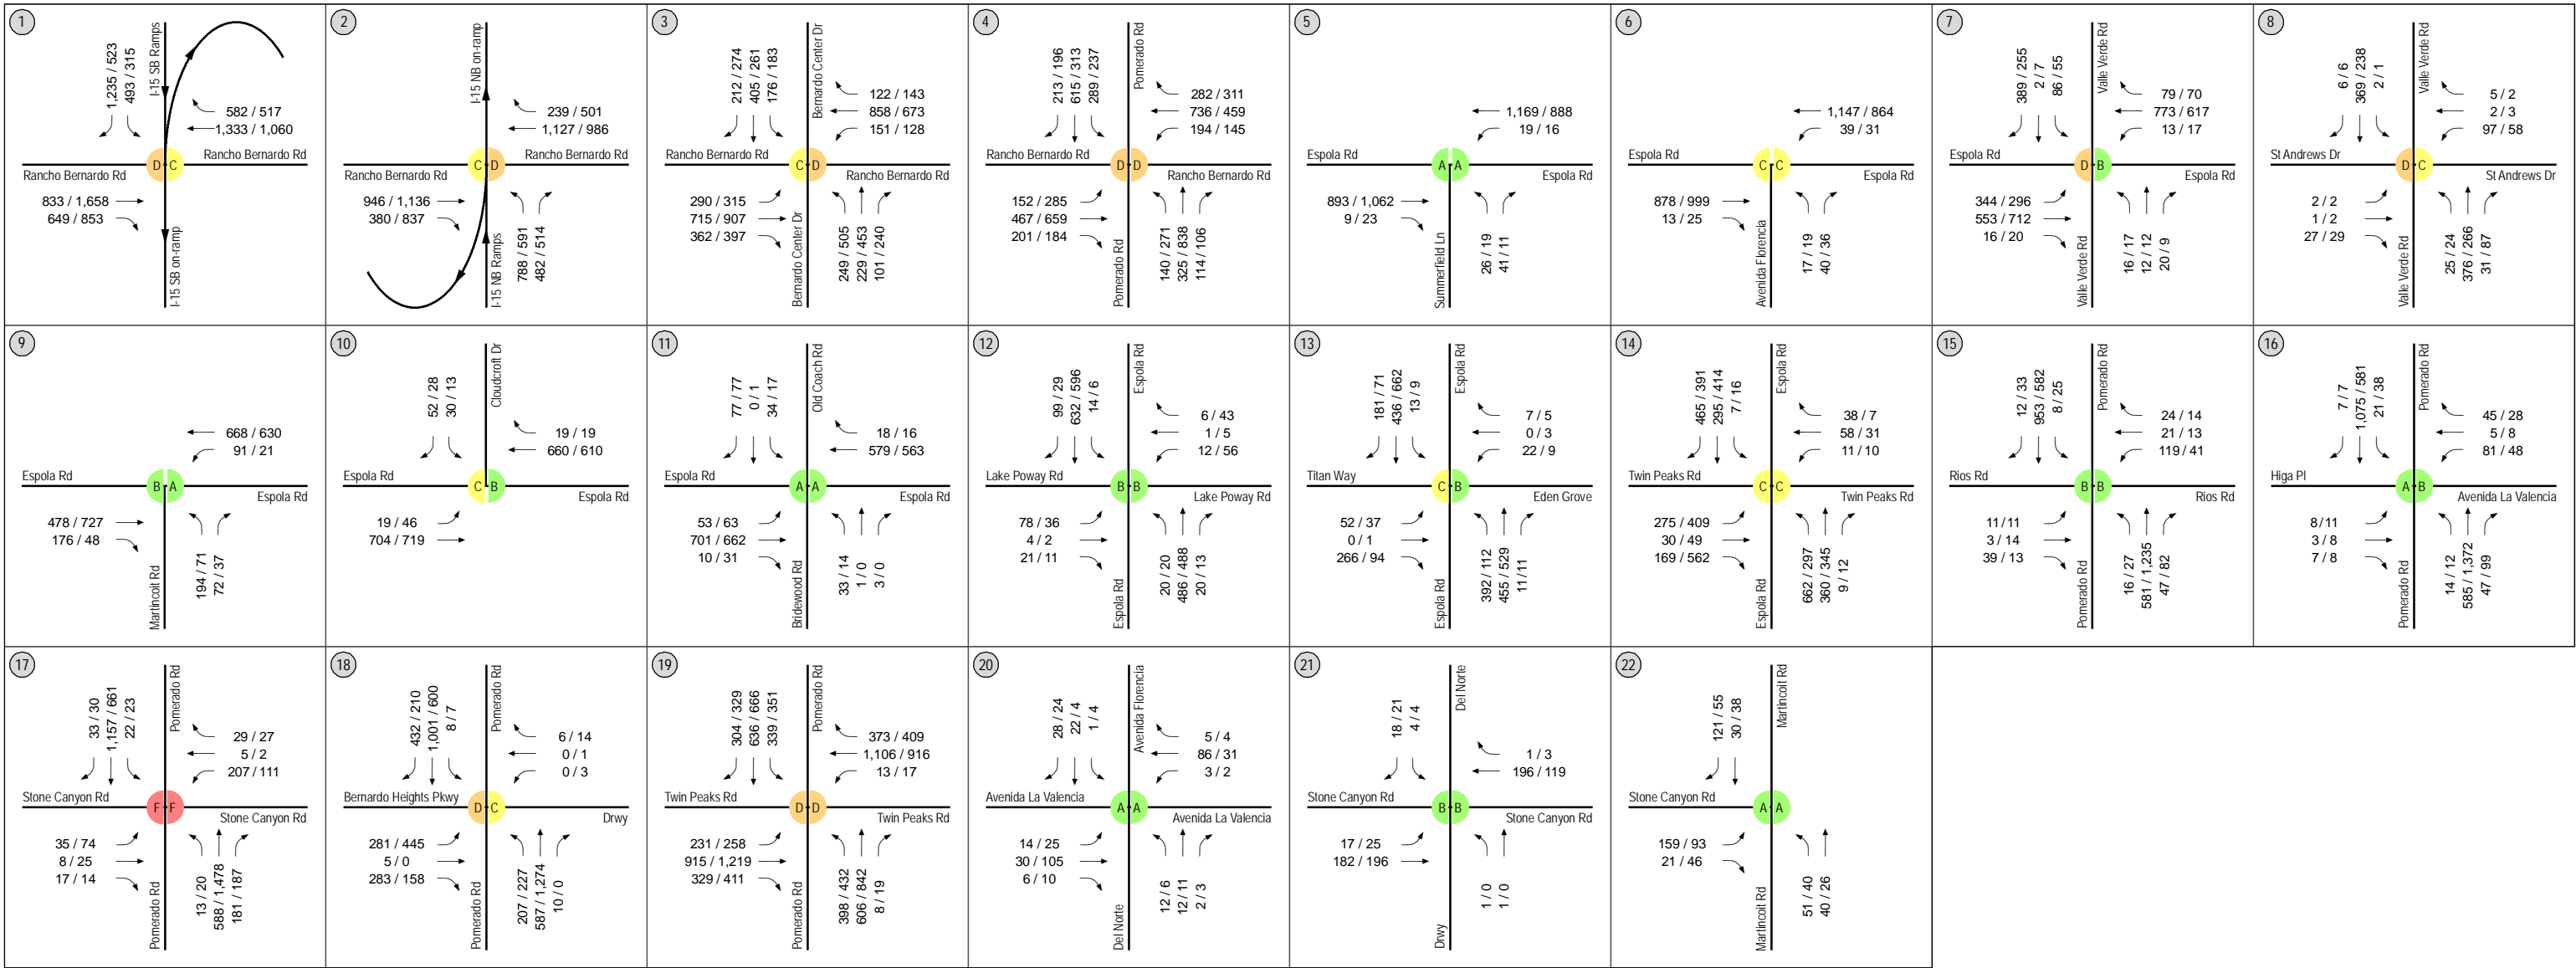 1
1,235 / 523
493 / 315
I-15 SB Ramps
582 / 517
1,333 / 1,060
Rancho Bernardo Rd
D C
Rancho Bernardo Rd
833 / 1,658
649 / 853
I-15 SB on-ramp
2
I-15 NB on-ramp
239 / 501
1,127 / 986
Rancho Bernardo Rd
C D
Rancho Bernardo Rd
946 / 1,136
380 / 837
I-15 NB Ramps
788 / 591
482 / 514
3
212 / 274
405 / 261
176 / 183
Bernardo Center Dr
122 / 143
858 / 673
151 / 128
Rancho Bernardo Rd
C D
Rancho Bernardo Rd
290 / 315
715 / 907
362 / 397
Bernardo Center Dr
249 / 505
229 / 453
101 / 240
4
213 / 196
615 / 313
289 / 237
Pomerado Rd
282 / 311
736 / 459
194 / 145
Rancho Bernardo Rd
D D
Rancho Bernardo Rd
152 / 285
467 / 659
201 / 184
Pomerado Rd
140 / 271
325 / 838
114 / 106
5
1,169 / 888
19 / 16
Espola Rd
A A
Espola Rd
893 / 1,062
9 / 23
Summerfield Ln
26 / 19
41 / 11
6
1,147 / 864
39 / 31
Espola Rd
C C
Espola Rd
878 / 999
13 / 25
Avenida Florencia
17 / 19
40 / 36
7
389 / 255
2 / 7
86 / 55
Valle Verde Rd
79 / 70
773 / 617
13 / 17
Espola Rd
D B
Espola Rd
344 / 296
553 / 712
16 / 20
Valle Verde Rd
16 / 17
12 / 12
20 / 9
8
6 / 6
369 / 238
2 / 1
Valle Verde Rd
5 / 2
2 / 3
97 / 58
St Andrews Dr
D C
St Andrews Dr
2 / 2
1 / 2
27 / 29
Valle Verde Rd
25 / 24
376 / 266
31 / 87
9
668 / 630
91 / 21
Espola Rd
B A
Espola Rd
478 / 727
176 / 48
Martincoit Rd
194 / 71
72 / 37
10
52 / 28
30 / 13
Cloudcroft Dr
19 / 19
660 / 610
Espola Rd
C B
Espola Rd
19 / 46
704 / 719
11
77 / 77
0 / 1
34 / 17
Old Coach Rd
18 / 16
579 / 563
Espola Rd
A A
Espola Rd
53 / 63
701 / 662
10 / 31
Bridewood Rd
33 / 14
1 / 0
3 / 0
12
99 / 29
632 / 596
14 / 6
Espola Rd
6 / 43
1 / 5
12 / 56
Lake Poway Rd
B B
Lake Poway Rd
78 / 36
4 / 2
21 / 11
Espola Rd
20 / 20
486 / 488
20 / 13
13
181 / 71
436 / 662
13 / 9
Espola Rd
7 / 5
0 / 3
22 / 9
Titan Way
C B
Eden Grove
52 / 37
0 / 1
266 / 94
Espola Rd
392 / 112
455 / 529
11 / 11
14
465 / 391
295 / 414
7 / 16
Espola Rd
38 / 7
58 / 31
11 / 10
Twin Peaks Rd
C C
Twin Peaks Rd
275 / 409
30 / 49
169 / 562
Espola Rd
662 / 297
360 / 345
9 / 12
15
12 / 33
953 / 582
8 / 25
Pomerado Rd
24 / 14
21 / 13
119 / 41
Rios Rd
B B
Rios Rd
11 / 11
3 / 14
39 / 13
Pomerado Rd
16 / 27
581 / 1,235
47 / 82
16
7 / 7
1,075 / 581
21 / 38
Pomerado Rd
45 / 28
5 / 8
81 / 48
Higa Pl
A B
Avenida La Valencia
8 / 11
3 / 8
7 / 8
Pomerado Rd
14 / 12
585 / 1,372
47 / 99
17
33 / 30
1,157 / 661
22 / 23
Pomerado Rd
29 / 27
5 / 2
207 / 111
Stone Canyon Rd
F F
Stone Canyon Rd
35 / 74
8 / 25
17 / 14
Pomerado Rd
13 / 20
588 / 1,478
181 / 187
18
432 / 210
1,001 / 600
8 / 7
Pomerado Rd
6 / 14
0 / 1
0 / 3
Bernardo Heights Pkwy
D C
Drwy
281 / 445
5 / 0
283 / 158
Pomerado Rd
207 / 227
587 / 1,274
10 / 0
19
304 / 329
636 / 666
339 / 351
Pomerado Rd
373 / 409
1,106 / 916
13 / 17
Twin Peaks Rd
D D
Twin Peaks Rd
231 / 258
915 / 1,219
329 / 411
Pomerado Rd
398 / 432
606 / 842
8 / 19
20
28 / 24
22 / 4
1 / 4
Avenida Florencia
5 / 4
86 / 31
3 / 2
Avenida La Valencia
A A
Avenida La Valencia
14 / 25
30 / 105
6 / 10
Del Norte
12 / 6
12 / 11
2 / 3
21
18 / 21
4 / 4
Del Norte
1 / 3
196 / 119
Stone Canyon Rd
B B
Stone Canyon Rd
17 / 25
182 / 196
Drwy
1 / 0
1 / 0
22
121 / 55
30 / 38
Martincoit Rd
Stone Canyon Rd
A A
159 / 93
21 / 46
Martincoit Rd
51 / 40
40 / 26